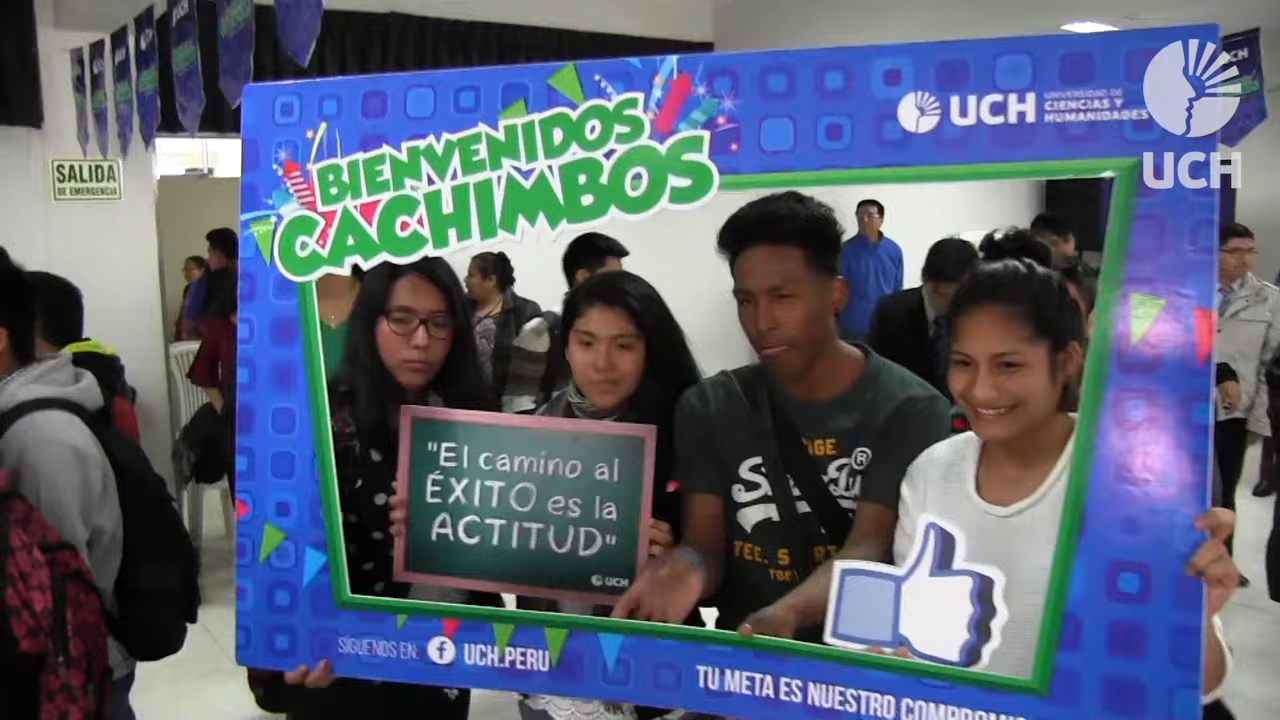 UCH
SALIDA
DE EMERGENCIA
BIENVENIDOS
CACHIMBOS
UCH
UNIVERSIDAD DE
CIENCIAS Y
HUMANIDADES
UCH
"El camino al
ÉXITO es la
ACTITUD"
UCH
SÍGUENOS EN: f UCH.PERU
TU META ES NUESTRO